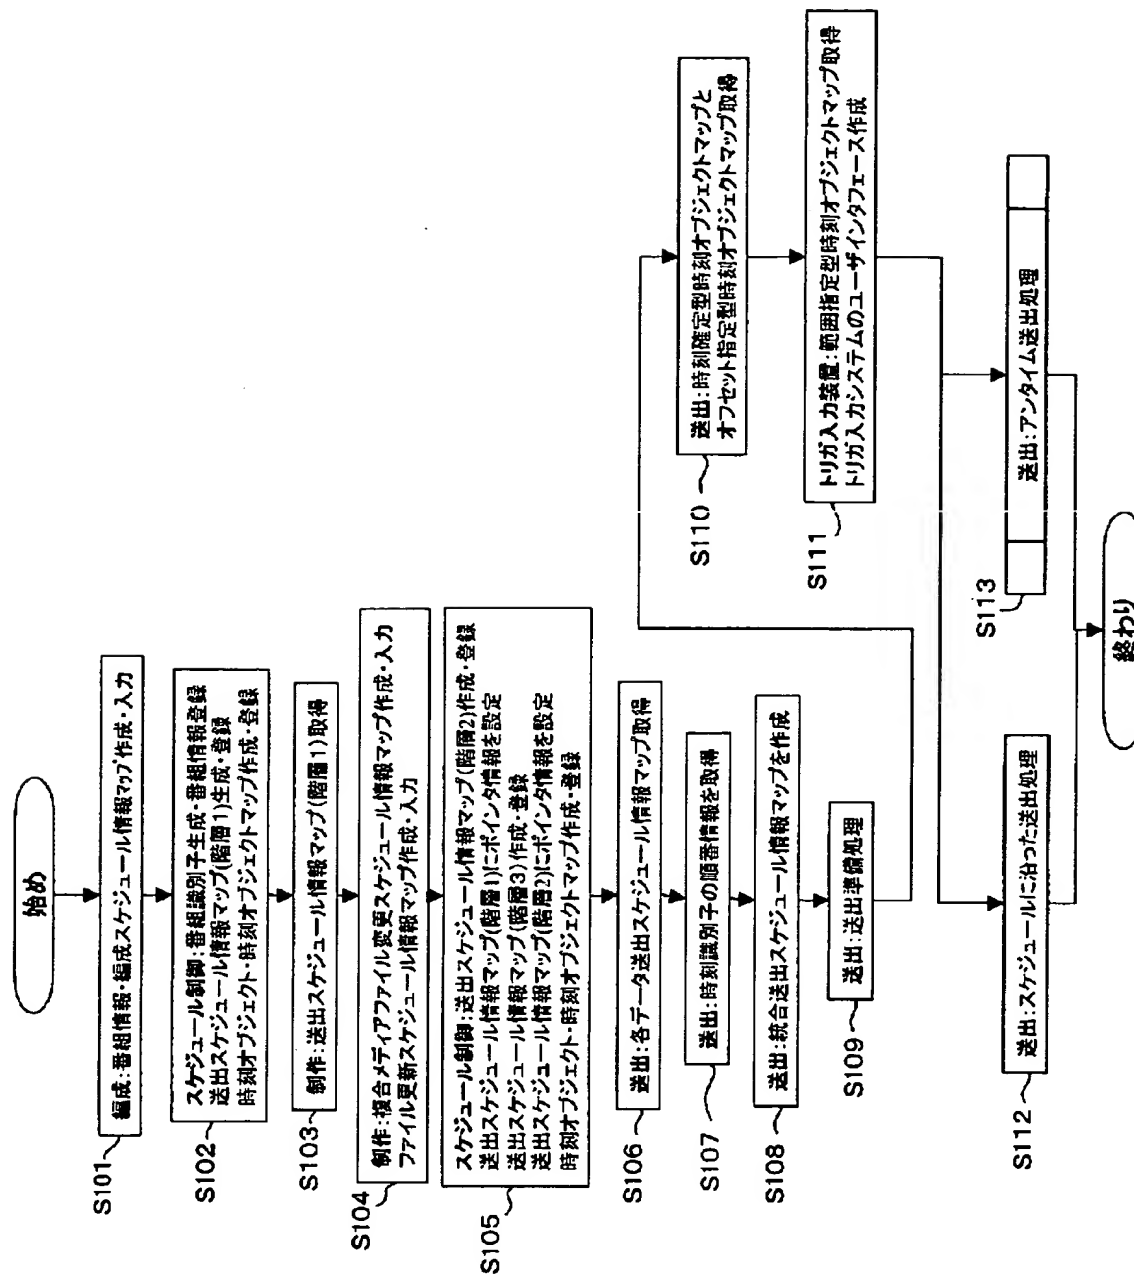 始め
S101
編成:番組情報・編成スケジュール情報マップ作成・入力
S102
スケジュール制御:番組識別子生成・番組情報登録
送出スケジュール情報マップ(階層1)生成・登録
時刻オブジェクト・時刻オブジェクトマップ作成・登録
S103
制作:送出スケジュール情報マップ(階層1)取得
S104
制作:複合メディアファイル変更スケジュール情報マップ作成・入力
ファイル更新スケジュール情報マップ作成・入力
S105
スケジュール制御:送出スケジュール情報マップ(階層2)作成・登録
送出スケジュール情報マップ(階層1)にポインタ情報を設定
送出スケジュール情報マップ(階層3)作成・登録
送出スケジュール情報マップ(階層2)にポインタ情報を設定
時刻オブジェクト・時刻オブジェクトマップ作成・登録
S106
送出:各データ送出スケジュール情報マップ取得
S107
送出:時刻識別子の順番情報を取得
S108
送出:統合送出スケジュール情報マップを作成
S109
送出:送出準備処理
S110
送出:時刻確定型時刻オブジェクトマップと
オフセット指定型時刻オブジェクトマップ取得
S111
トリガ入力装置:範囲指定型時刻オブジェクトマップ取得
トリガ入力システムのユーザインタフェース作成
S112
送出:スケジュールに沿った送出処理
S113
送出:アンタイム送出処理
終わり